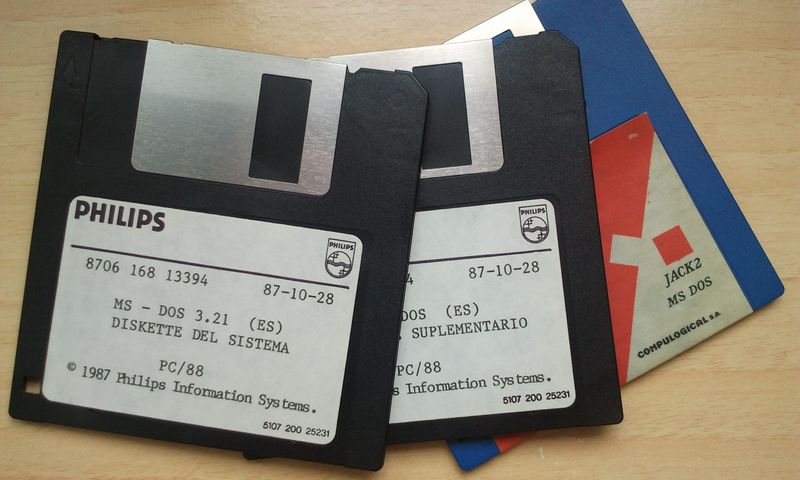 PHILIPS
PHILIPS
8706 168 13394
87-10-28
MS - DOS 3.21 (ES)
DISKETTE DEL SISTEMA
PC/88
© 1987 Philips Information Systems.
5107 200 25231
PHILIPS
4 87-10-28
DOS (ES)
SUPLEMENTARIO
PC/88
s Information Systems.
5107 200 25231
JACK2
MS DOS
COMPULOGICAL S.A.